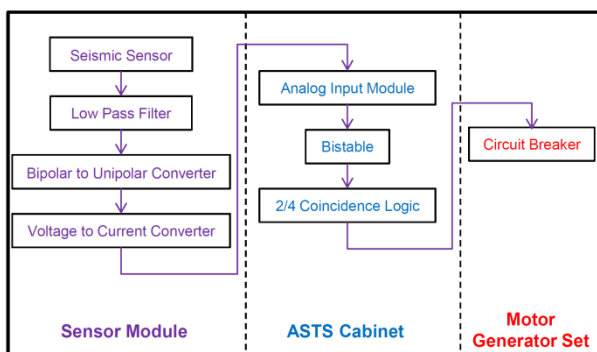 Seismic Sensor
Low Pass Filter
Bipolar to Unipolar Converter
Voltage to Current Converter
Sensor Module
Analog Input Module
Bistable
2/4 Coincidence Logic
ASTS Cabinet
Circuit Breaker
Motor
Generator Set